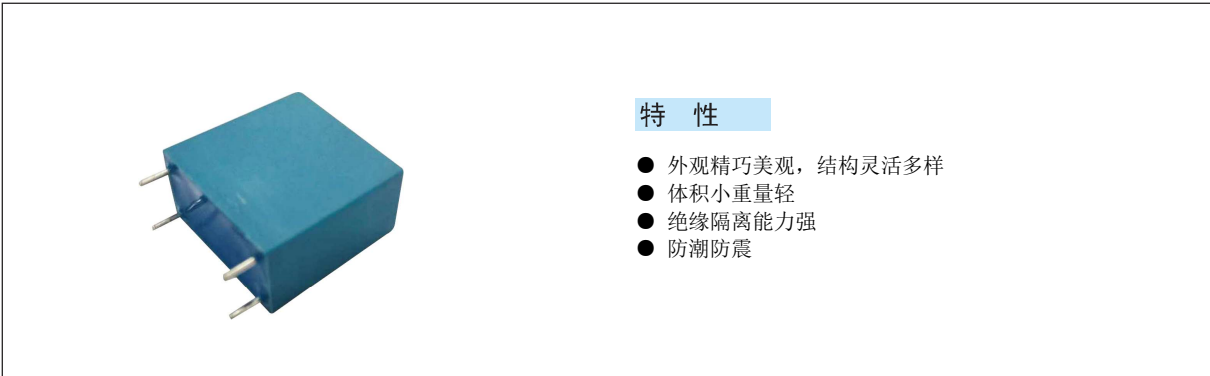 特 性
● 外观精巧美观，结构灵活多样
● 体积小重量轻
● 绝缘隔离能力强
● 防潮防震